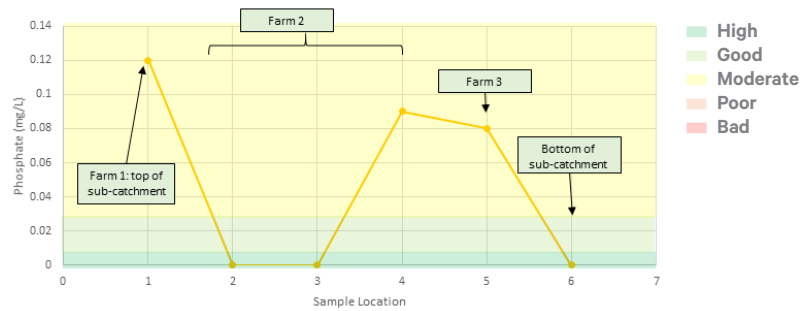 0.14
0.12
0.1
0.08
0.06
0.04
0.02
0
Phosphate (mg/L)
0
1
2
3
4
5
6
7
Sample Location
Farm 1: top of
sub-catchment
Farm 2
Farm 3
Bottom of
sub-catchment
High
Good
Moderate
Poor
Bad